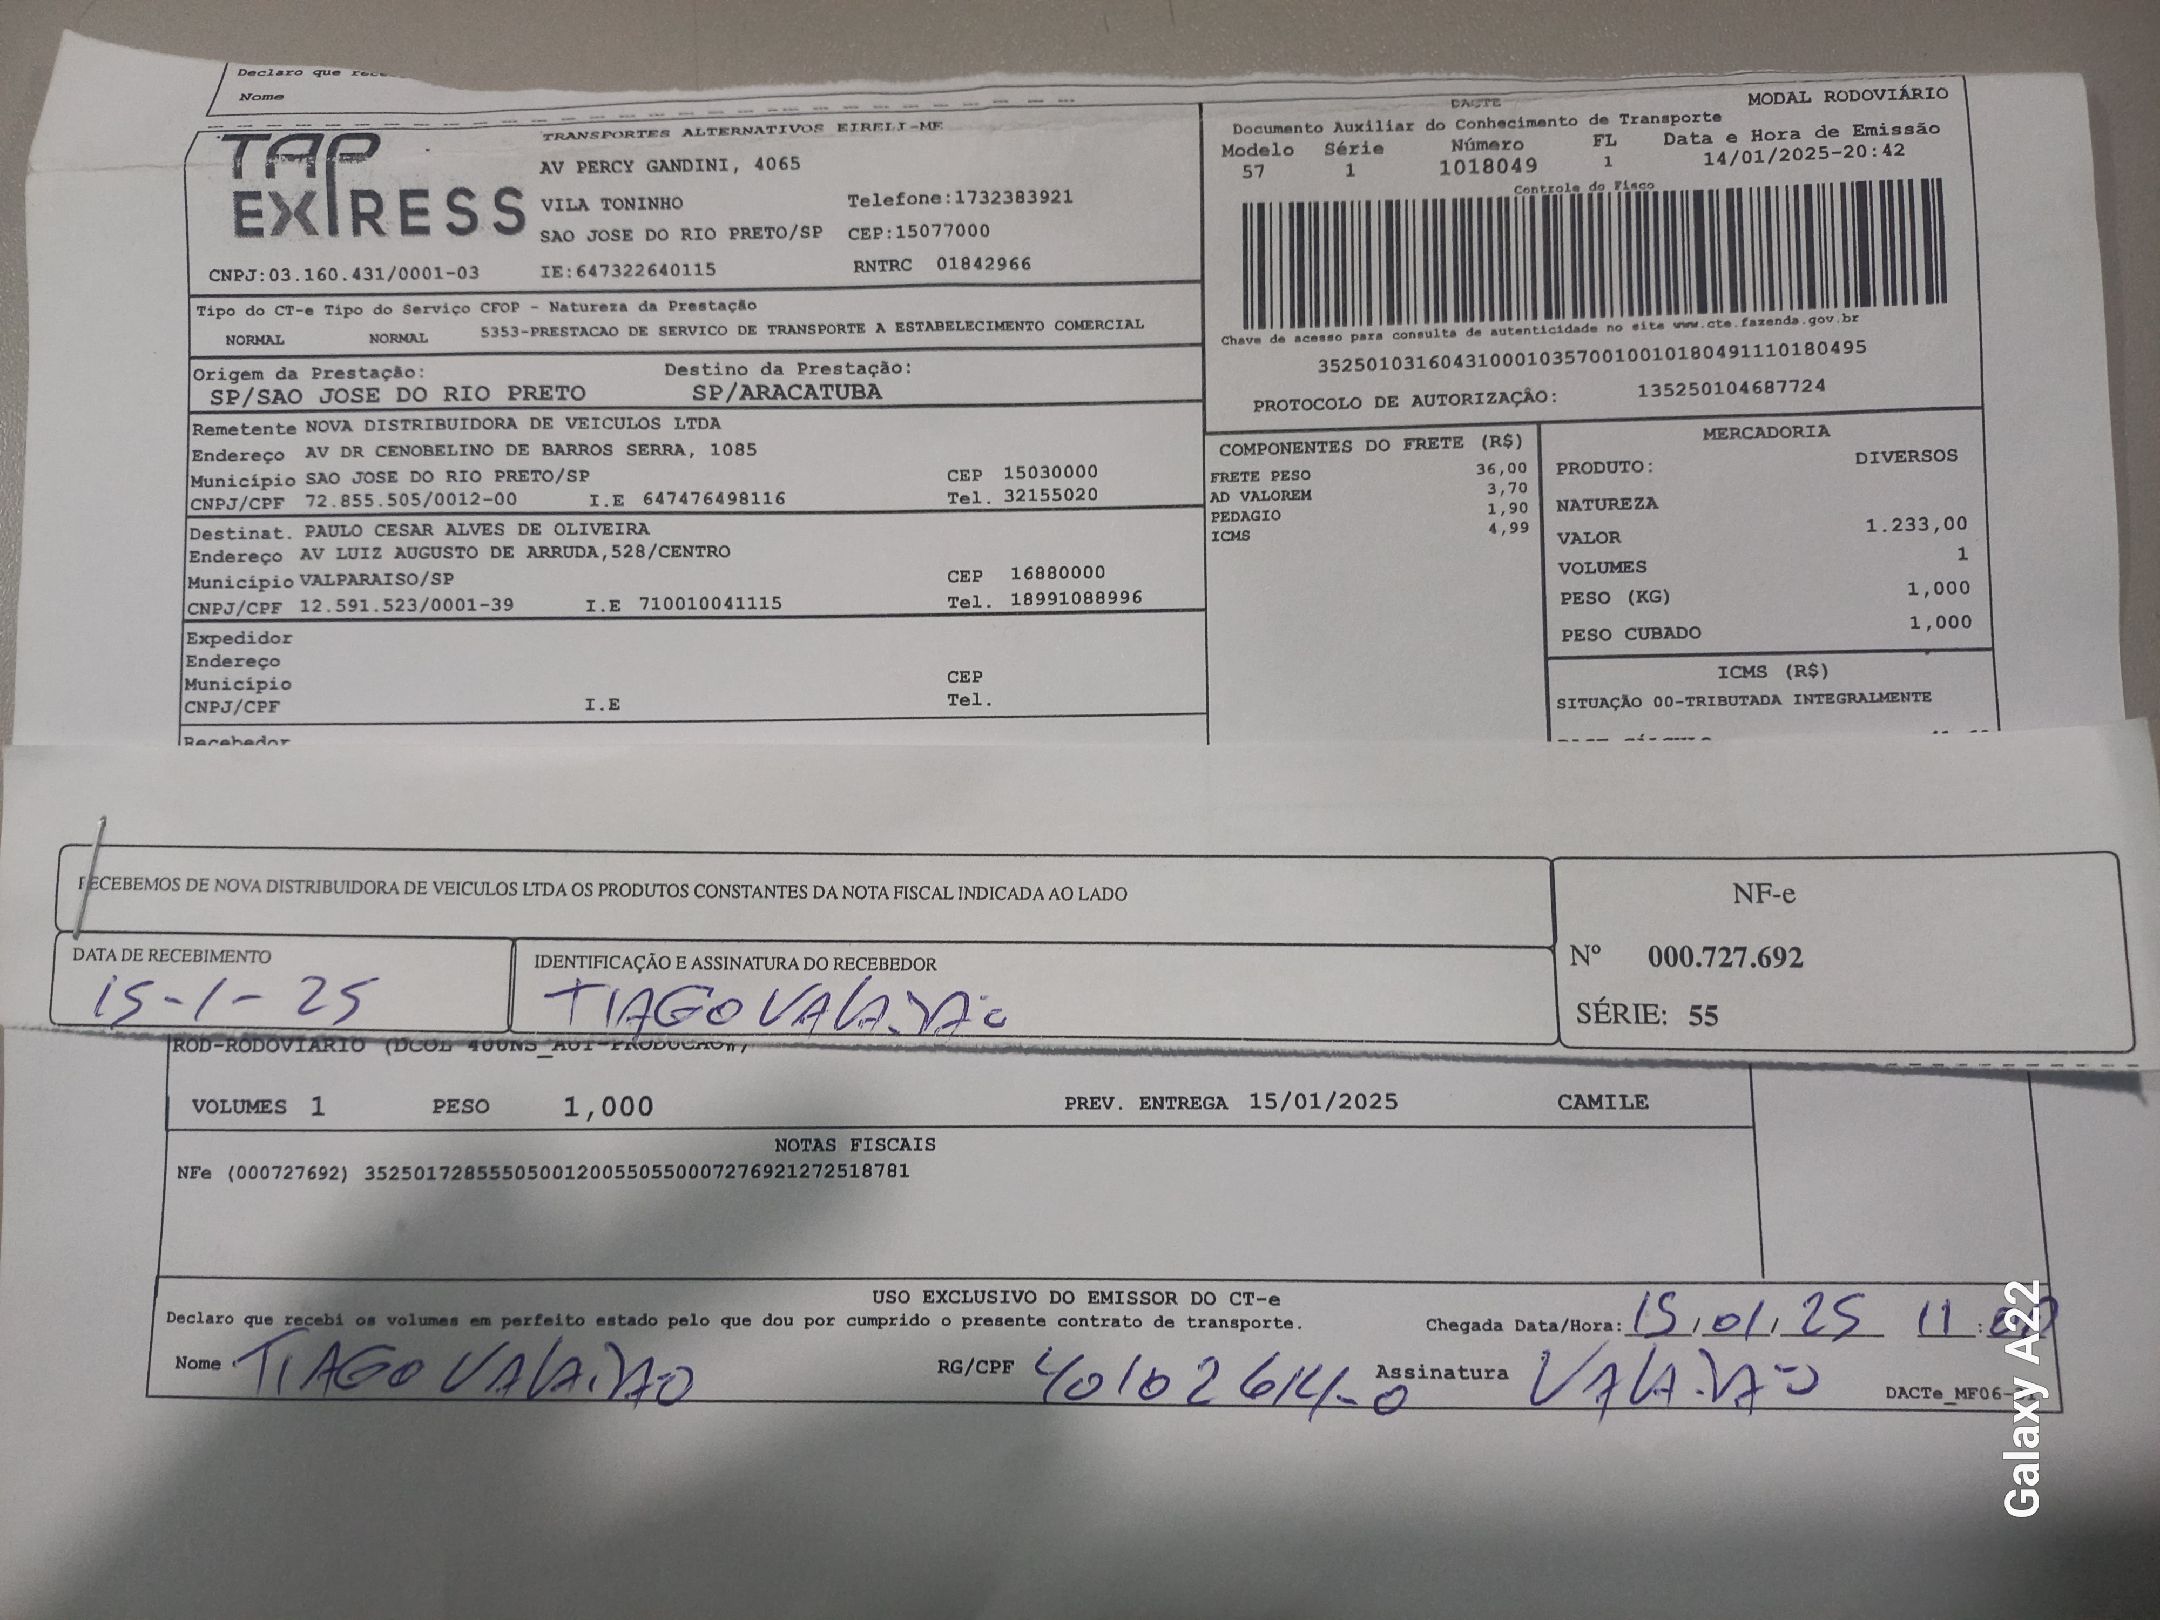 Declaro que
Nome
TAP EXPRESS
TRANSPORTES ALTERNATIVOS EIRELI-ME
AV PERCY GANDINI, 4065
VILA TONINHO Telefone:1732383921
SAO JOSE DO RIO PRETO/SP CEP:15077000
CNPJ:03.160.431/0001-03 IE:647322640115 RNTRC 01842966
DACTE MODAL RODOVIÁRIO
Documento Auxiliar do Conhecimento de Transporte
Modelo Série Número FL Data e Hora de Emissão
57 1 1018049 1 14/01/2025-20:42
Controle do Fisco
Chave de acesso para consulta de autenticidade no site www.cte.fazenda.gov.br
35250103160431000103570010010180491110180495
PROTOCOLO DE AUTORIZAÇÃO: 135250104687724
Tipo do CT-e Tipo do Serviço CFOP - Natureza da Prestação
NORMAL NORMAL 5353-PRESTACAO DE SERVICO DE TRANSPORTE A ESTABELECIMENTO COMERCIAL
Origem da Prestação: Destino da Prestação:
SP/SAO JOSE DO RIO PRETO SP/ARACATUBA
Remetente NOVA DISTRIBUIDORA DE VEICULOS LTDA
Endereço AV DR CENOBELINO DE BARROS SERRA, 1085
Município SAO JOSE DO RIO PRETO/SP CEP 15030000
CNPJ/CPF 72.855.505/0012-00 I.E 647476498116 Tel. 32155020
Destinat. PAULO CESAR ALVES DE OLIVEIRA
Endereço AV LUIZ AUGUSTO DE ARRUDA,528/CENTRO
Município VALPARAISO/SP CEP 16880000
CNPJ/CPF 12.591.523/0001-39 I.E 710010041115 Tel. 18991088996
Expedidor
Endereço
Município CEP
CNPJ/CPF I.E Tel.
Recebedor
COMPONENTES DO FRETE (R$)
FRETE PESO 36,00
AD VALOREM 3,70
PEDAGIO 1,90
ICMS 4,99
MERCADORIA
PRODUTO: DIVERSOS
NATUREZA
VALOR 1.233,00
VOLUMES 1
PESO (KG) 1,000
PESO CUBADO 1,000
ICMS (R$)
SITUAÇÃO 00-TRIBUTADA INTEGRALMENTE
RECEBEMOS DE NOVA DISTRIBUIDORA DE VEICULOS LTDA OS PRODUTOS CONSTANTES DA NOTA FISCAL INDICADA AO LADO
DATA DE RECEBIMENTO
15-1-25
IDENTIFICAÇÃO E ASSINATURA DO RECEBEDOR
TIAGO
NF-e
Nº 000.727.692
SÉRIE: 55
ROD-RODOVIARIO
VOLUMES 1 PESO 1,000 PREV. ENTREGA 15/01/2025 CAMILE
NOTAS FISCAIS
NFe (000727692) 35250172855505001200550550007276921272518781
USO EXCLUSIVO DO EMISSOR DO CT-e
Declaro que recebi os volumes em perfeito estado pelo que dou por cumprido o presente contrato de transporte.
Chegada Data/Hora: 15/01/25 11:00
Nome TIAGO RG/CPF 40102614-0 Assinatura
DACTe_MF06-
Galaxy A22